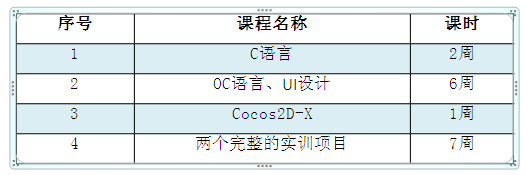 序号 课程名称 课时
1 C语言 2周
2 OC语言、UI设计 6周
3 Cocos2D-X 1周
4 两个完整的实训项目 7周